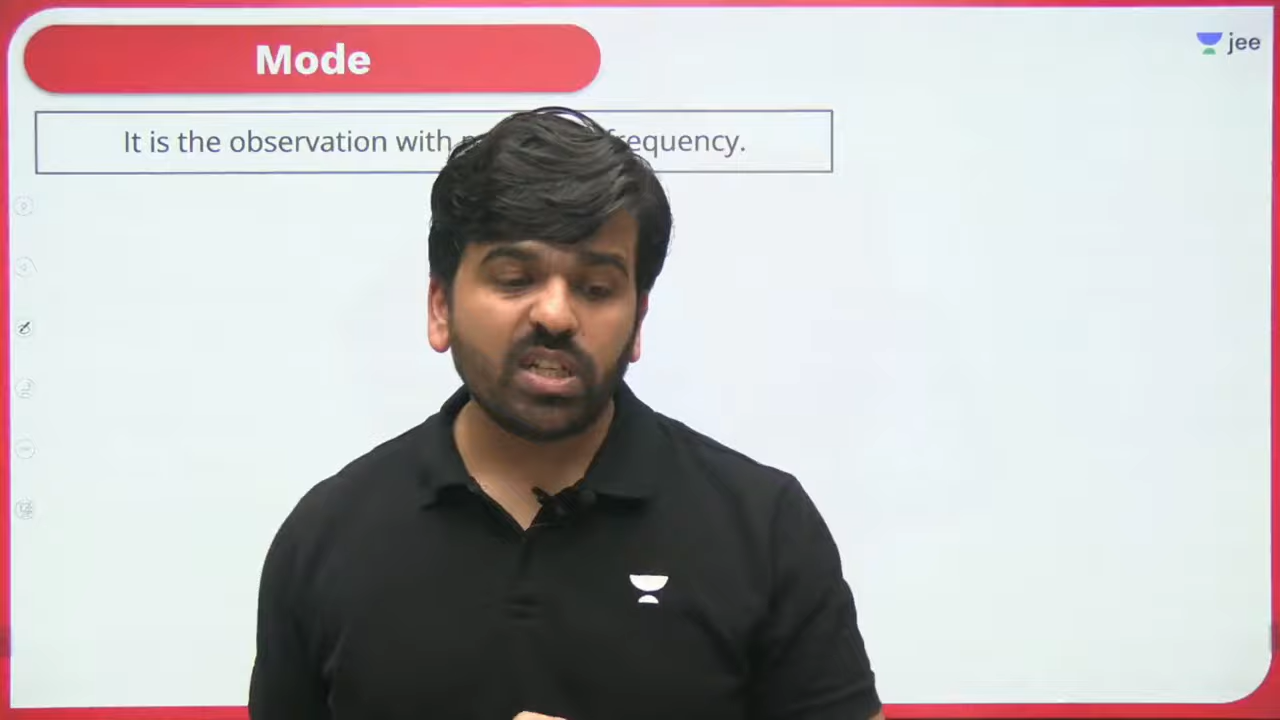 Mode
jee
It is the observation with frequency.